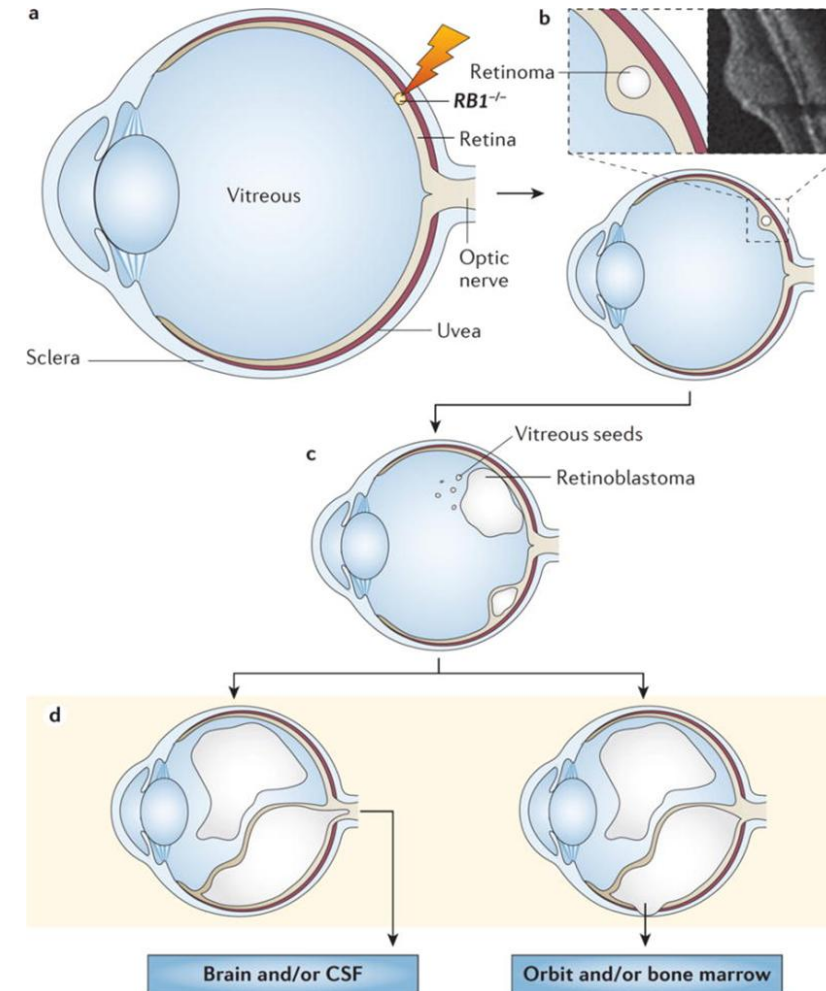 a
RB1⁻/⁻
Retina
Vitreous
Optic
nerve
Uvea
Sclera
b
Retinoma
c
Vitreous seeds
Retinoblastoma
d
Brain and/or CSF
Orbit and/or bone marrow